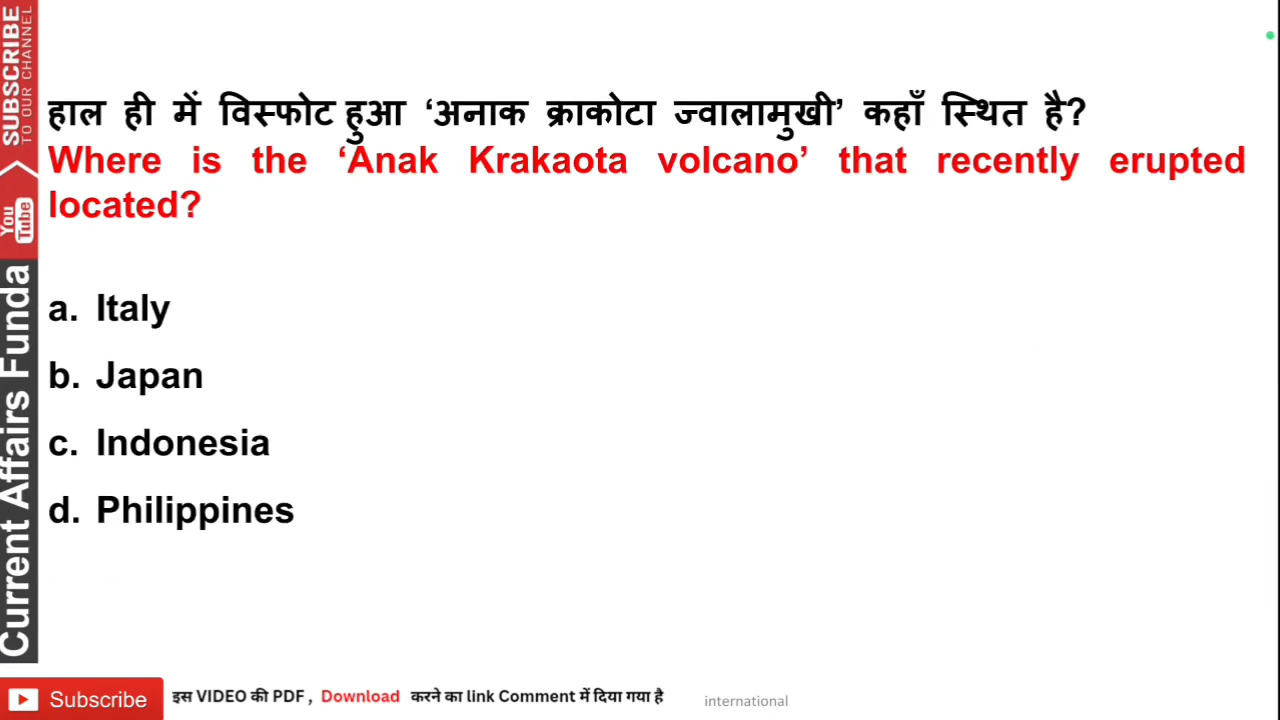 हाल ही में विस्फोट हुआ ‘अनाक क्राकोटा ज्वालामुखी’ कहाँ स्थित है?
Where is the ‘Anak Krakaota volcano’ that recently erupted
located?
a. Italy
b. Japan
c. Indonesia
d. Philippines
SUBSCRIBE
TO OUR CHANNEL
You
Tube
Current Affairs Funda
Subscribe
इस VIDEO की PDF , Download करने का link Comment में दिया गया है
international